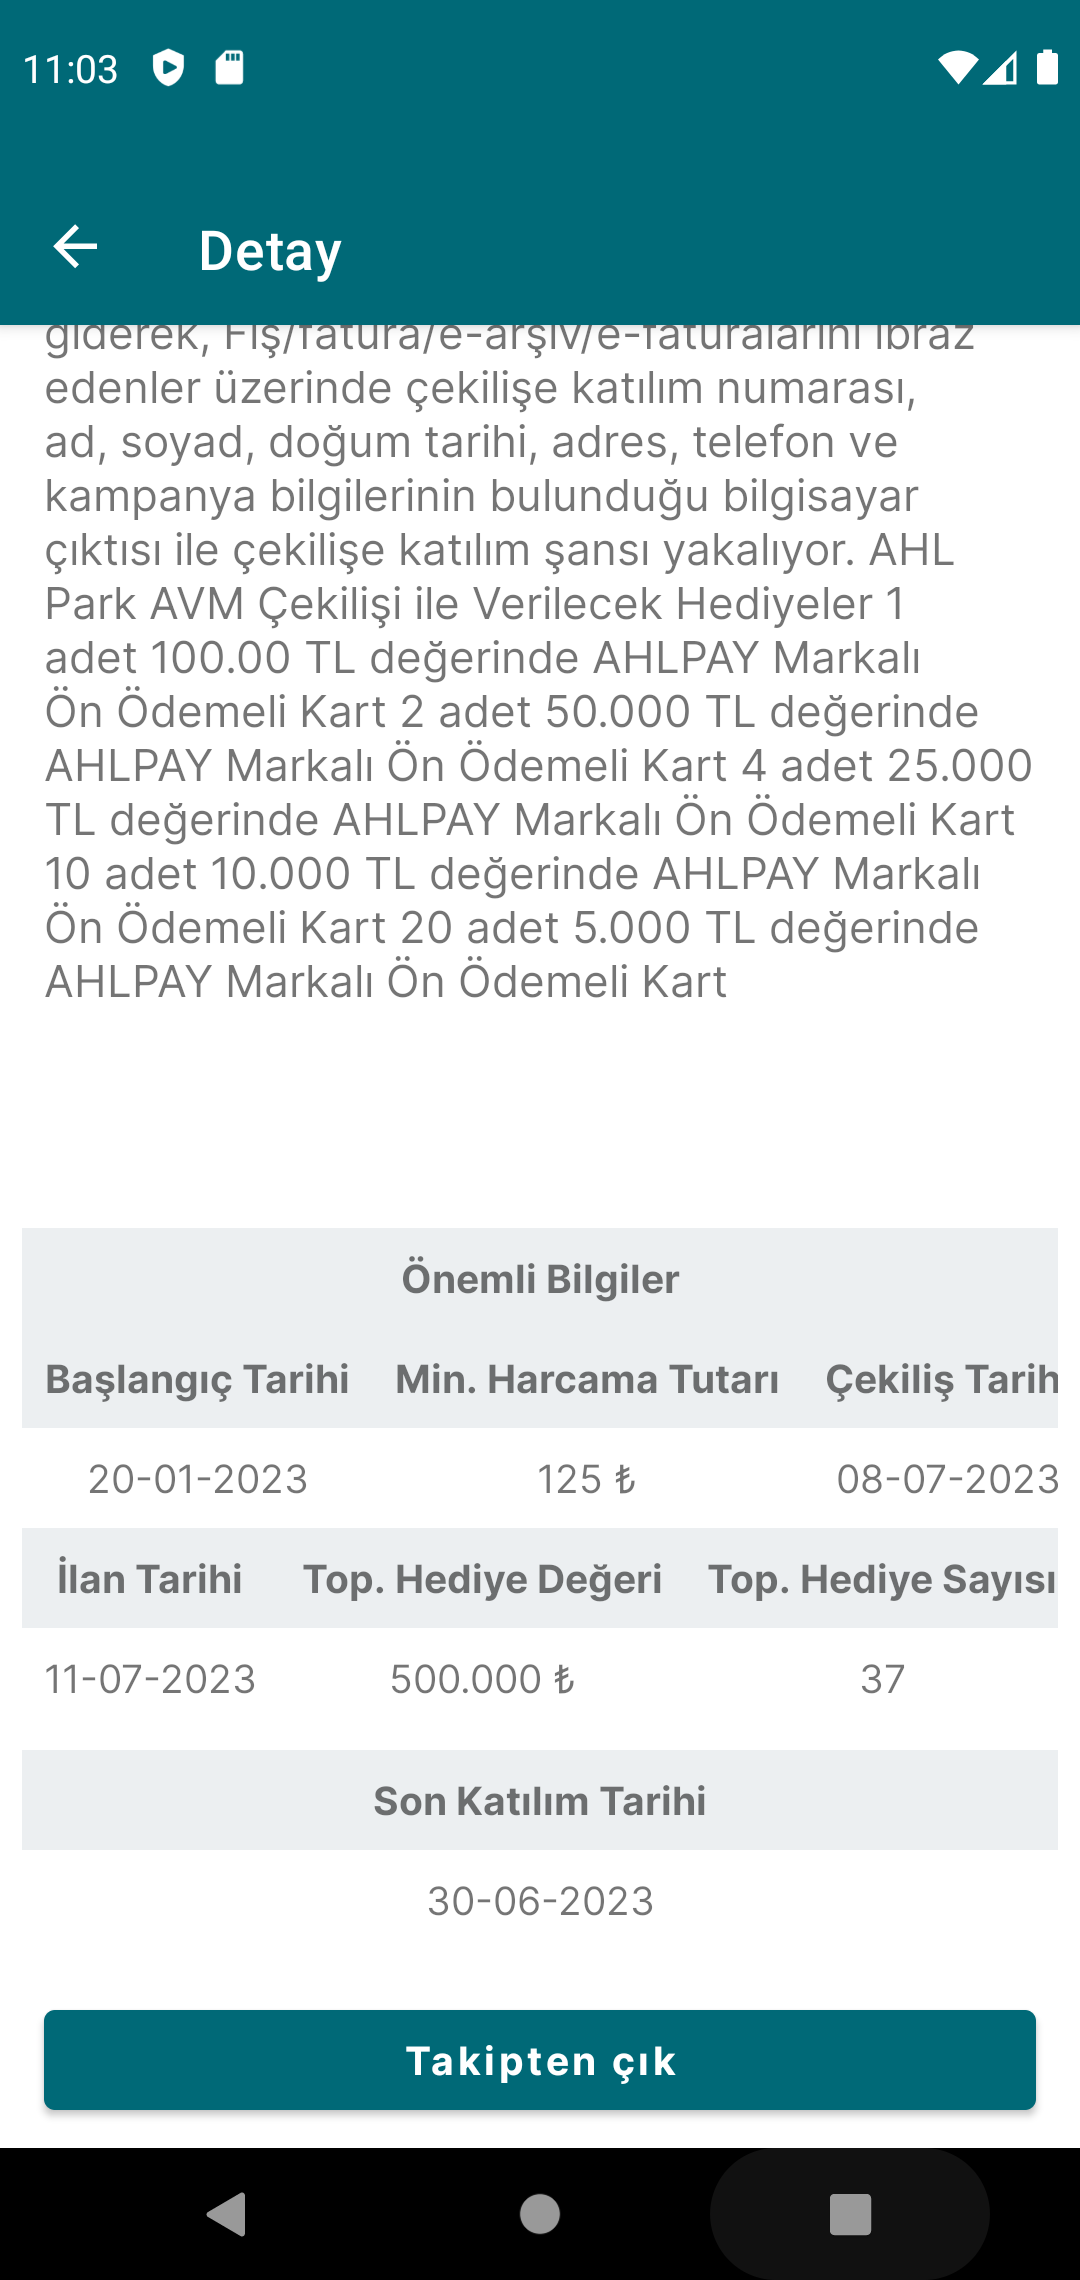 11:03
Detay
giderek, Fiş/fatura/e-arşiv/e-faturalarını ibraz
edenler üzerinde çekilişe katılım numarası,
ad, soyad, doğum tarihi, adres, telefon ve
kampanya bilgilerinin bulunduğu bilgisayar
çıktısı ile çekilişe katılım şansı yakalıyor. AHL
Park AVM Çekilişi ile Verilecek Hediyeler 1
adet 100.00 TL değerinde AHLPAY Markalı
Ön Ödemeli Kart 2 adet 50.000 TL değerinde
AHLPAY Markalı Ön Ödemeli Kart 4 adet 25.000
TL değerinde AHLPAY Markalı Ön Ödemeli Kart
10 adet 10.000 TL değerinde AHLPAY Markalı
Ön Ödemeli Kart 20 adet 5.000 TL değerinde
AHLPAY Markalı Ön Ödemeli Kart
Önemli Bilgiler
Başlangıç Tarihi Min. Harcama Tutarı Çekiliş Tarih
20-01-2023 125 ₺ 08-07-2023
İlan Tarihi Top. Hediye Değeri Top. Hediye Sayısı
11-07-2023 500.000 ₺ 37
Son Katılım Tarihi
30-06-2023
Takipten çık